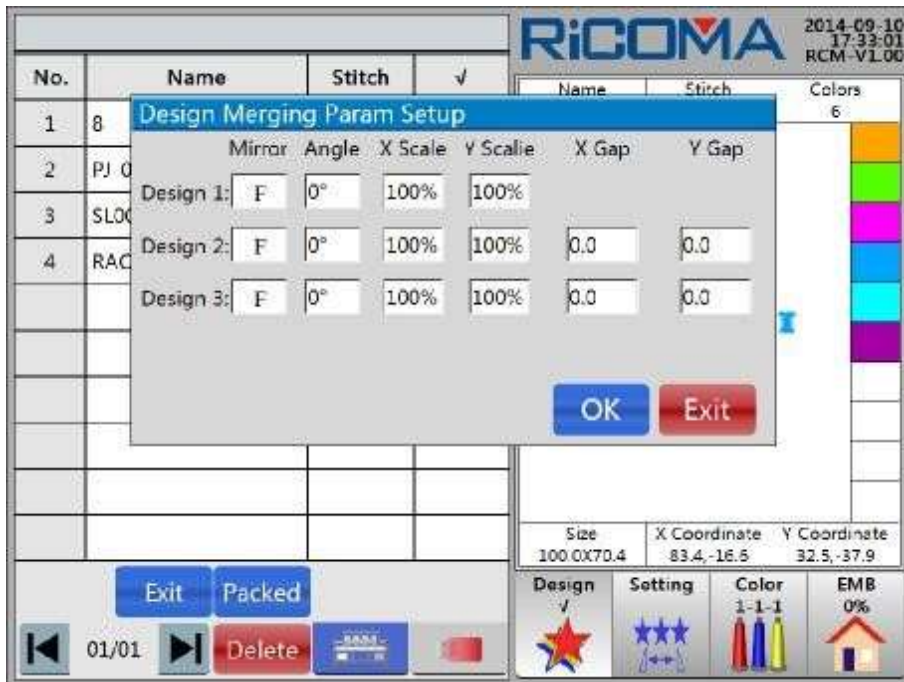 RiCOMA
2014-09-10
17:33:01
RCM-V1.00
No. Name Stitch √
Name Stitch Colors
6
1 8
2 PJ 0
3 SL00
4 RAC
Design Merging Param Setup
Mirror Angle X Scale Y Scalie X Gap Y Gap
Design 1: F 0° 100% 100%
Design 2: F 0° 100% 100% 0.0 0.0
Design 3: F 0° 100% 100% 0.0 0.0
OK Exit
Size X Coordinate Y Coordinate
100.0X70.4 83.4,-16.6 32.5,-37.9
Exit Packed
01/01 Delete
Design Setting Color EMB
√ 1-1-1 0%